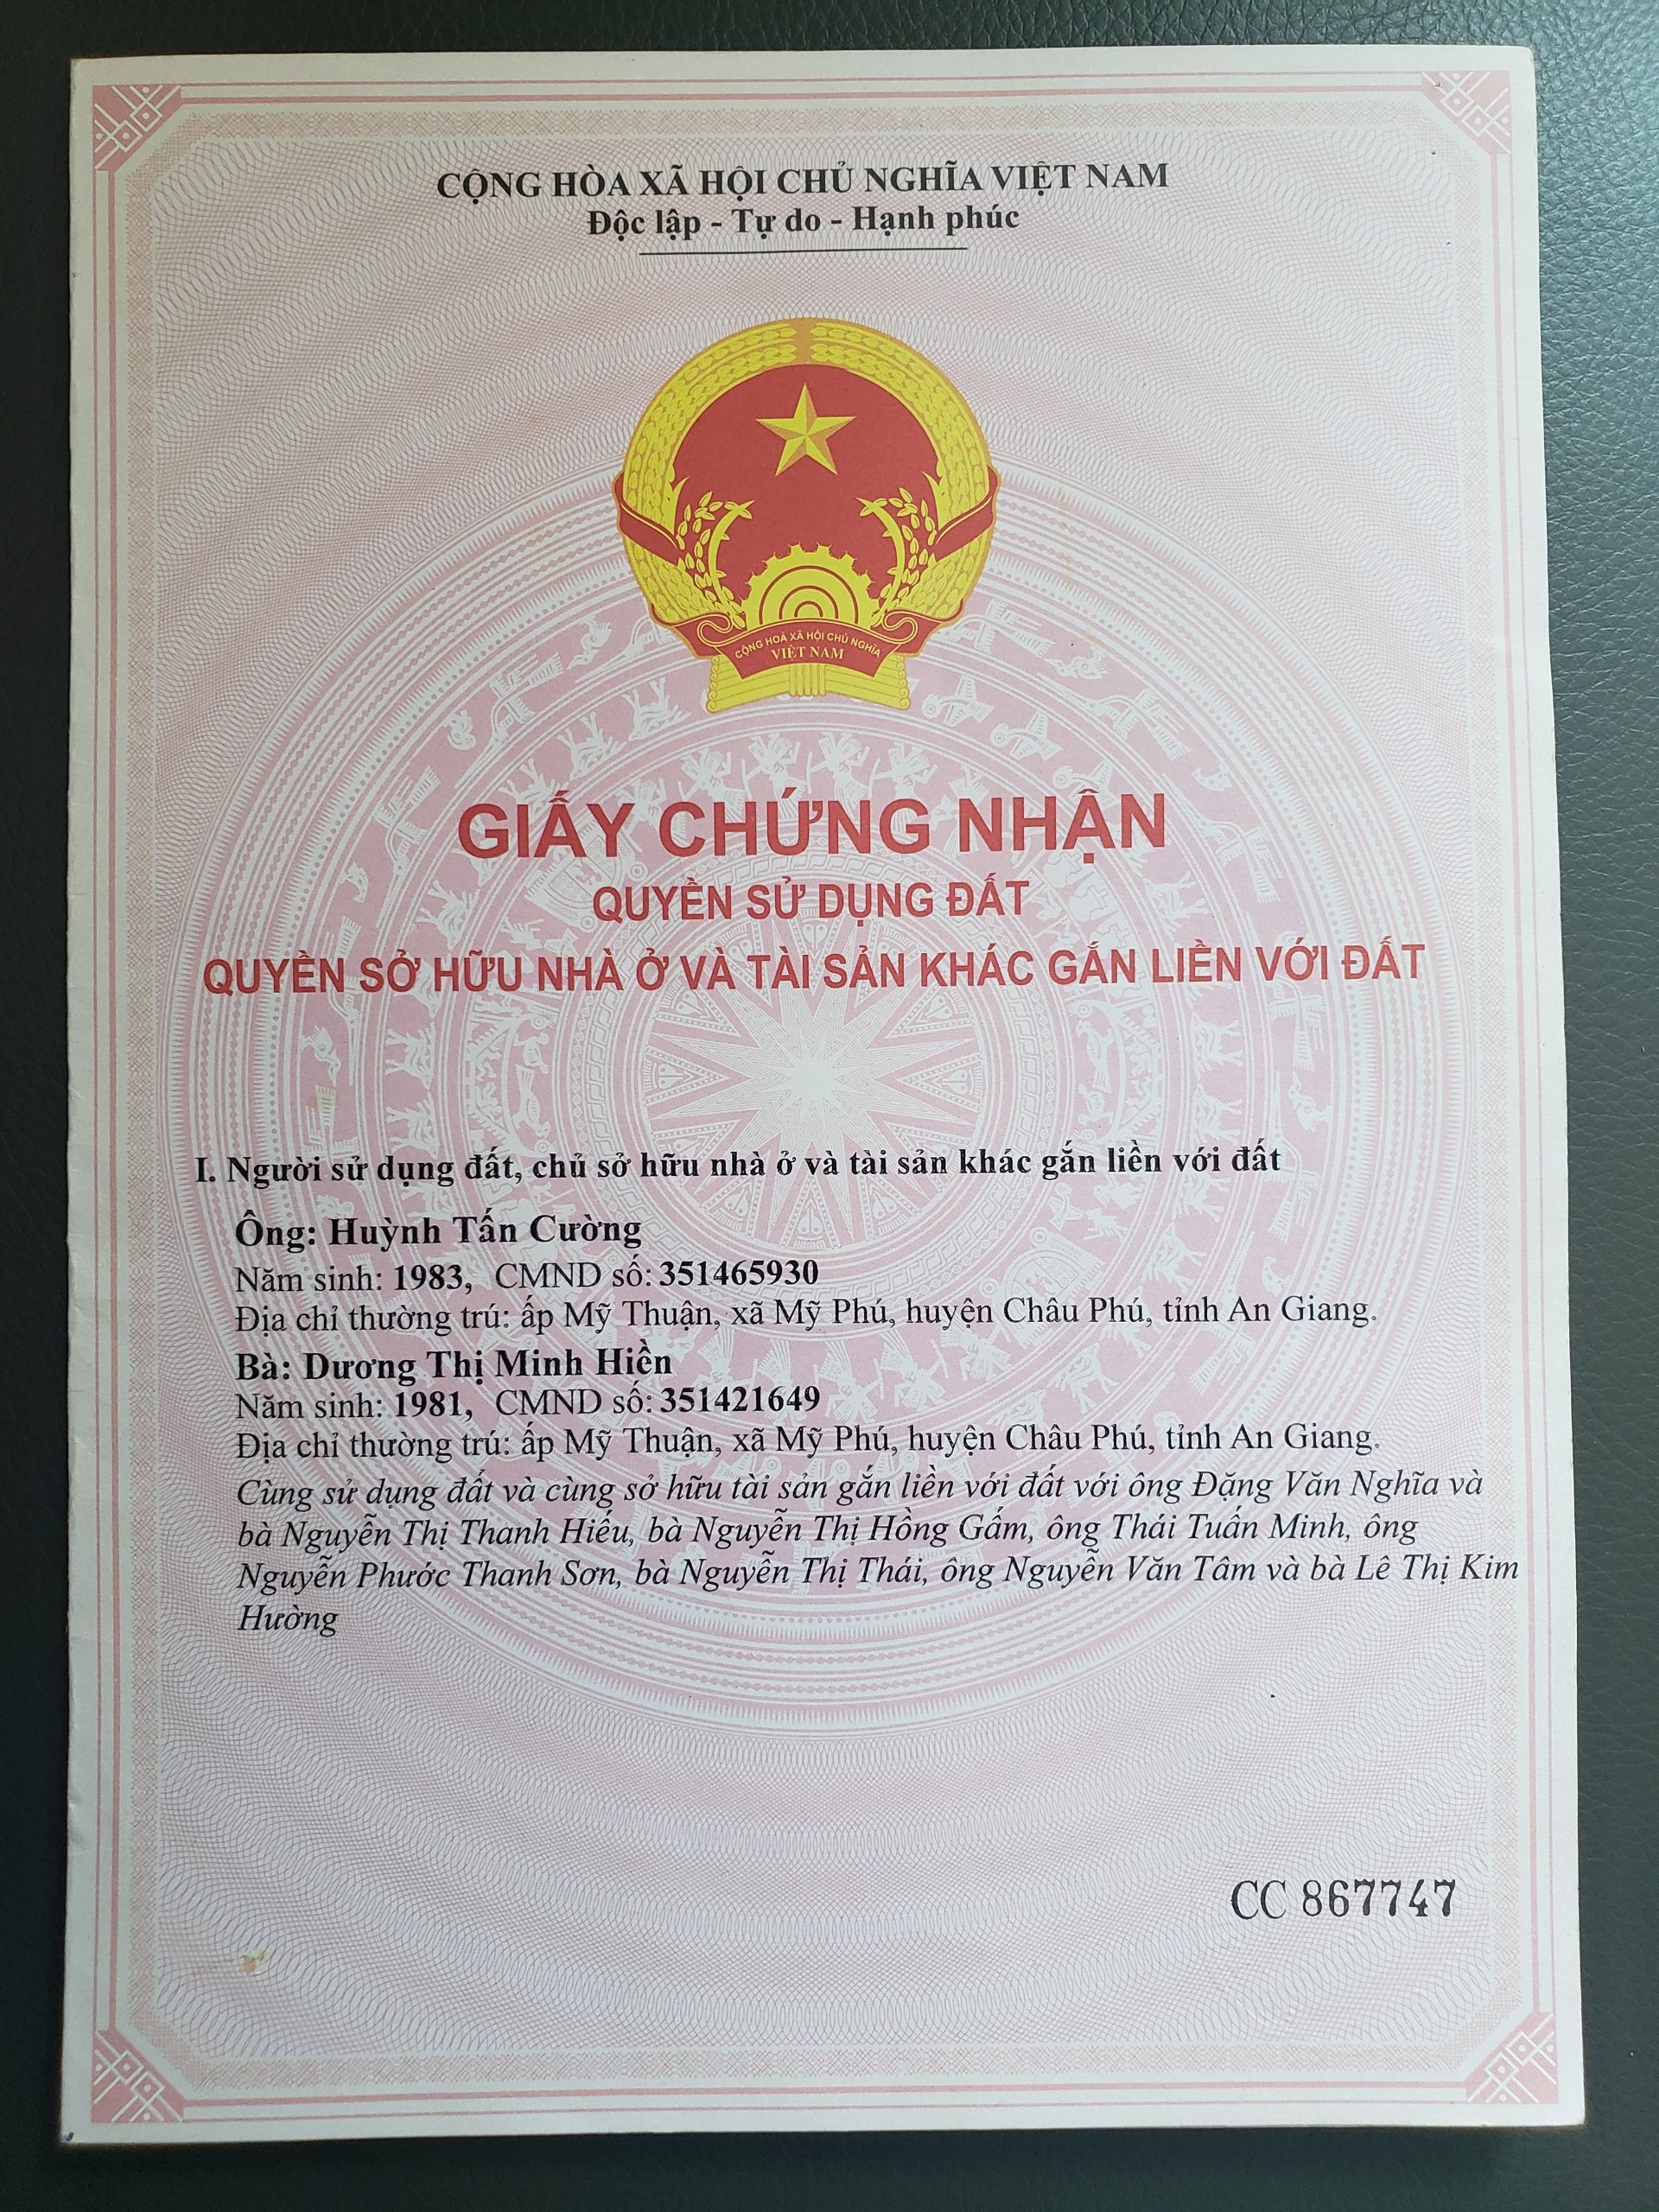 CỘNG HÒA XÃ HỘI CHỦ NGHĨA VIỆT NAM
Độc lập - Tự do - Hạnh phúc
CỘNG HOÀ XÃ HỘI CHỦ NGHĨA
VIỆT NAM
GIẤY CHỨNG NHẬN
QUYỀN SỬ DỤNG ĐẤT
QUYỀN SỞ HỮU NHÀ Ở VÀ TÀI SẢN KHÁC GẮN LIỀN VỚI ĐẤT
I. Người sử dụng đất, chủ sở hữu nhà ở và tài sản khác gắn liền với đất
Ông: Huỳnh Tấn Cường
Năm sinh: 1983, CMND số: 351465930
Địa chỉ thường trú: ấp Mỹ Thuận, xã Mỹ Phú, huyện Châu Phú, tỉnh An Giang.
Bà: Dương Thị Minh Hiền
Năm sinh: 1981, CMND số: 351421649
Địa chỉ thường trú: ấp Mỹ Thuận, xã Mỹ Phú, huyện Châu Phú, tỉnh An Giang.
Cùng sử dụng đất và cùng sở hữu tài sản gắn liền với đất với ông Đặng Văn Nghĩa và
bà Nguyễn Thị Thanh Hiếu, bà Nguyễn Thị Hồng Gấm, ông Thái Tuấn Minh, ông
Nguyễn Phước Thanh Sơn, bà Nguyễn Thị Thái, ông Nguyễn Văn Tâm và bà Lê Thị Kim
Hường
CC 867747